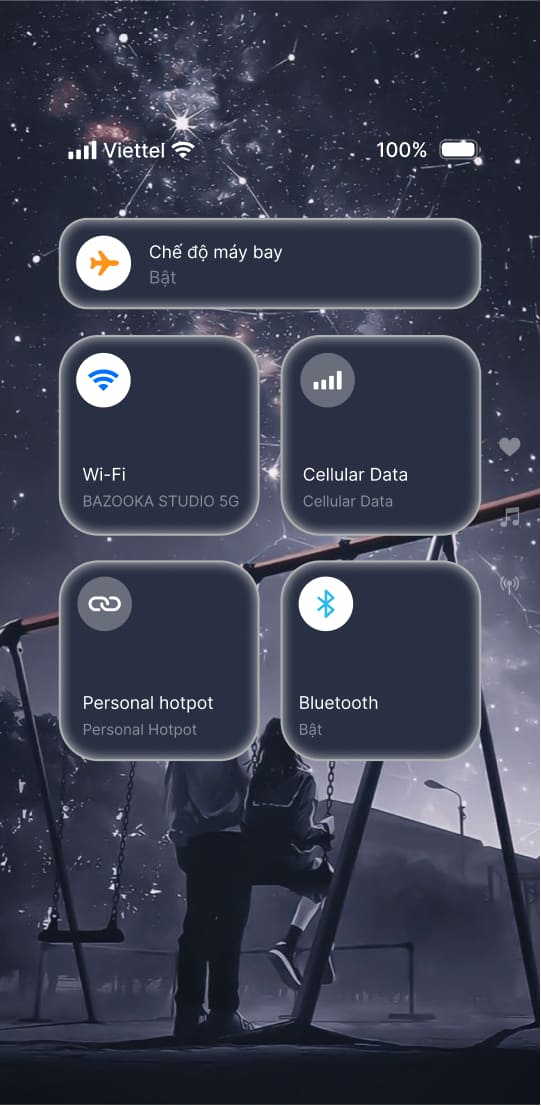 Viettel 100%
Chế độ máy bay
Bật
Wi-Fi
BAZOOKA STUDIO 5G
Cellular Data
Cellular Data
Personal hotpot
Personal Hotpot
Bluetooth
Bật